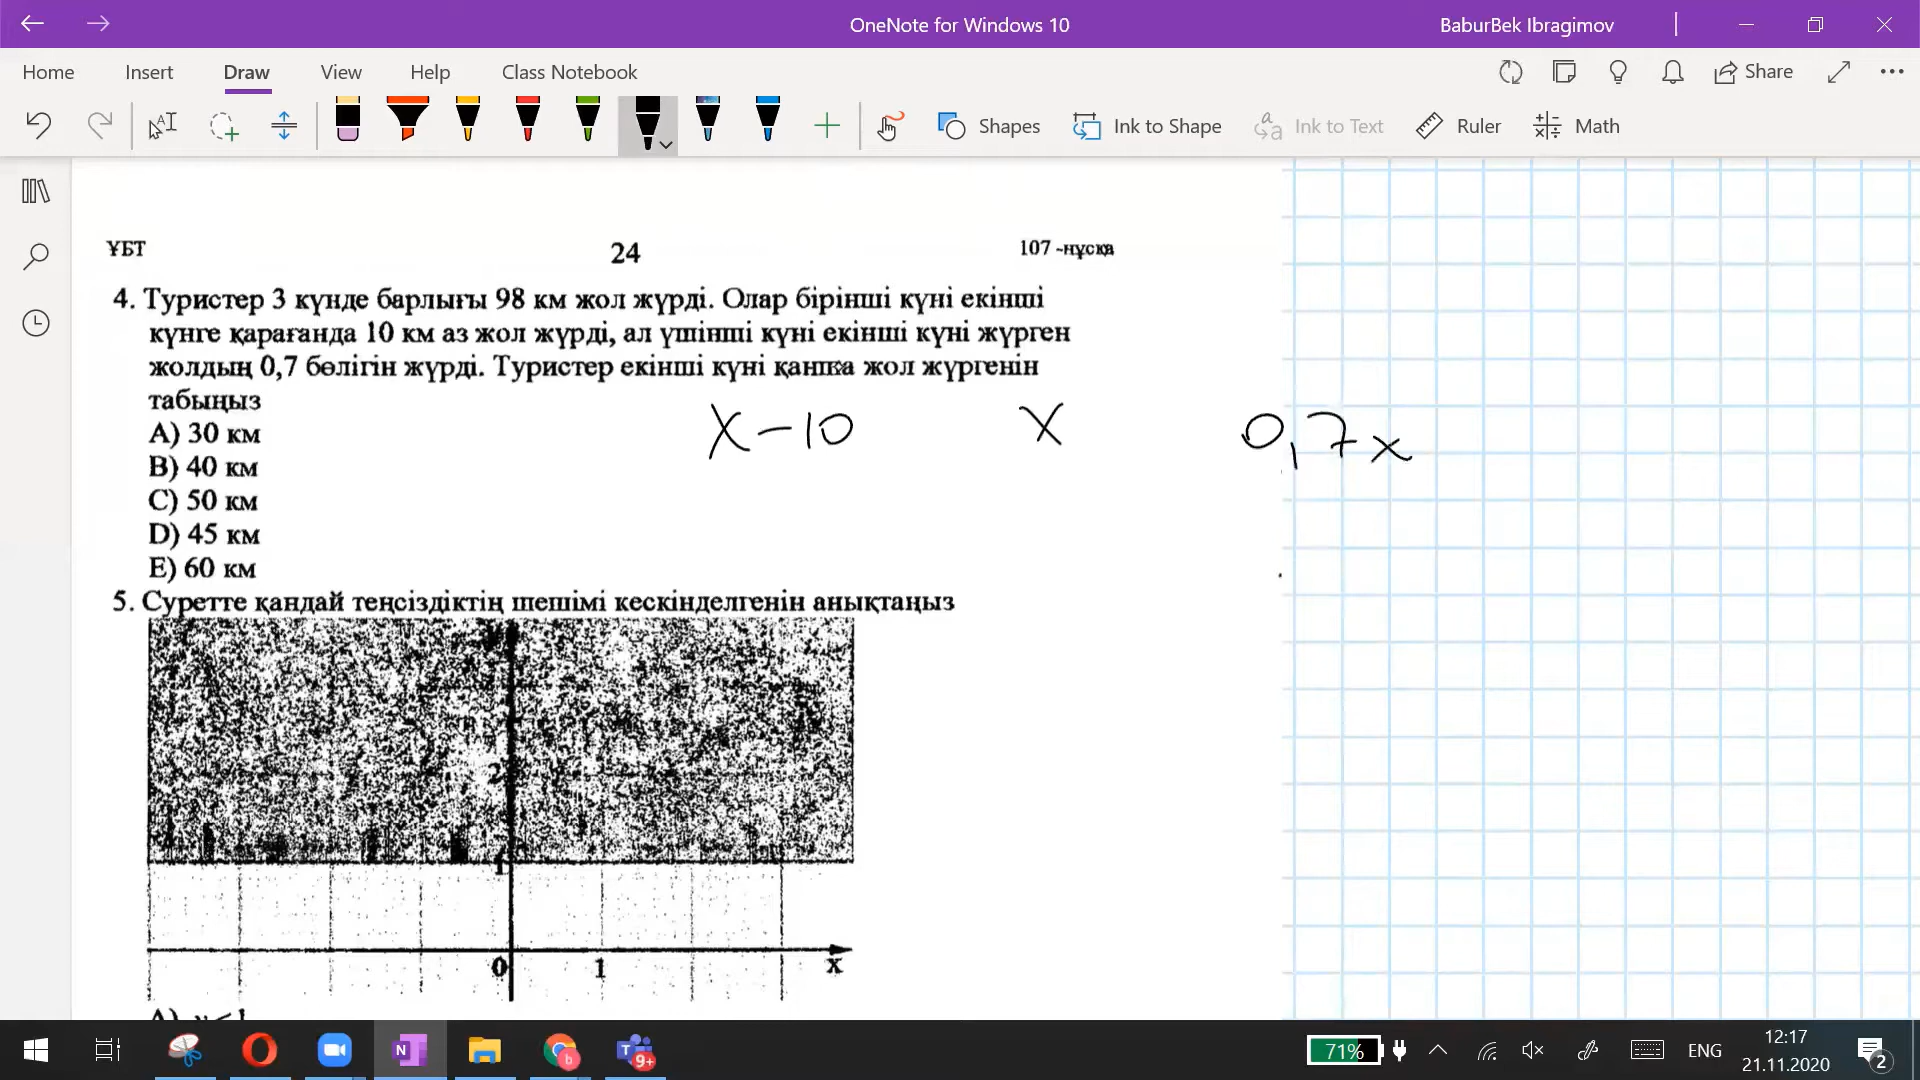 OneNote for Windows 10
BaburBek Ibragimov
Home Insert Draw View Help Class Notebook
Share
Shapes Ink to Shape Ink to Text Ruler Math
ҰБТ 24 107 -нұсқа
4. Туристер 3 күнде барлығы 98 км жол жүрді. Олар бірінші күні екінші
күнге қарағанда 10 км аз жол жүрді, ал үшінші күні екінші күні жүрген
жолдың 0,7 бөлігін жүрді. Туристер екінші күні қанша жол жүргенін
табыңыз
x-10 x 0,7x
A) 30 км
B) 40 км
C) 50 км
D) 45 км
E) 60 км
5. Суретте қандай теңсіздіктің шешімі кескінделгенін анықтаңыз
2
1
0 1 x
71% ENG
12:17
21.11.2020
9+
2